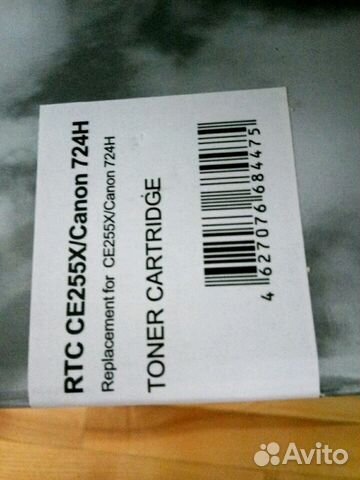 RTC CE255X/Canon 724H
Replacement for CE255X/Canon 724H
TONER CARTRIDGE
4 627076 684475
Avito